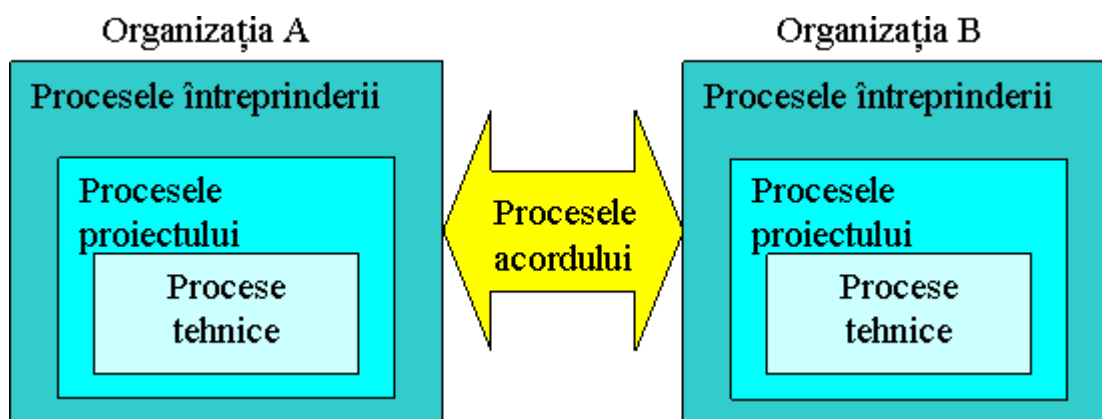 Organizația A
Procesele întreprinderii
Procesele
proiectului
Procese
tehnice
Procesele
acordului
Organizația B
Procesele întreprinderii
Procesele
proiectului
Procese
tehnice